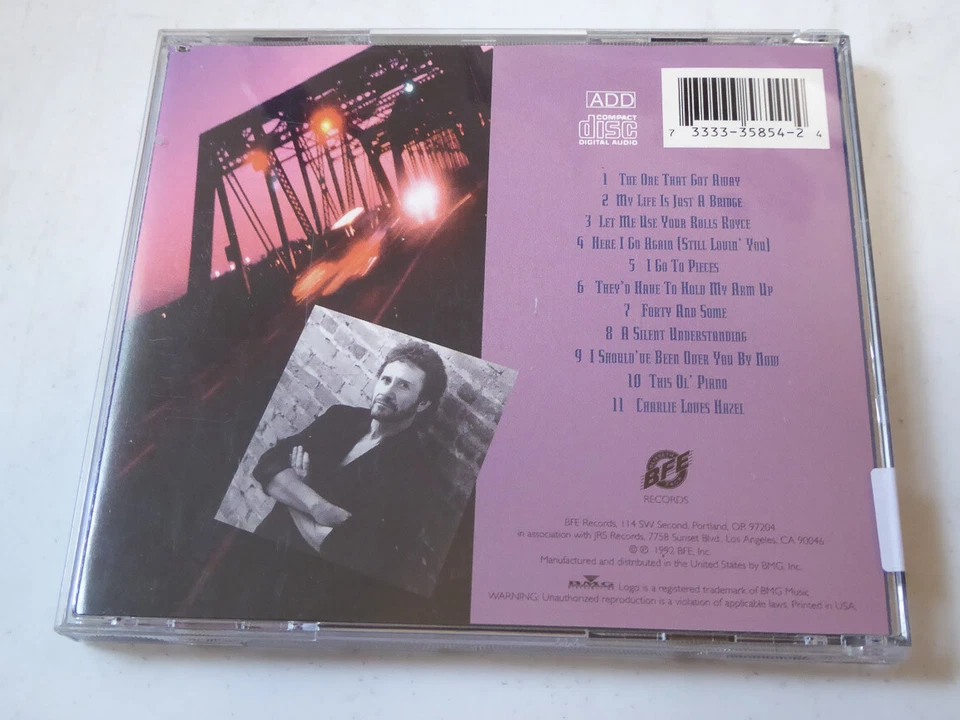 ADD
COMPACT
disc
DIGITAL AUDIO
7 3333-35854-2 4
1 The One That Got Away
2 My Life Is Just A Bridge
3 Let Me Use Your Rolls Royce
4 Here I Go Again (Still Lovin' You)
5 I Go To Pieces
6 They'd Have To Hold My Arm Up
7 Forty And Some
8 A Silent Understanding
9 I Should've Been Over You By Now
10 This Ol' Piano
11 Charlie Loves Hazel
BFE
RECORDS
BFE Records, 114 SW Second, Portland, OR 97204
in association with JRS Records, 7758 Sunset Blvd., Los Angeles, CA 90046
© ℗ 1992 BFE, Inc.
Manufactured and distributed in the United States by BMG, Inc.
BMG Logo is a registered trademark of BMG Music.
WARNING: Unauthorized reproduction is a violation of applicable laws. Printed in USA.